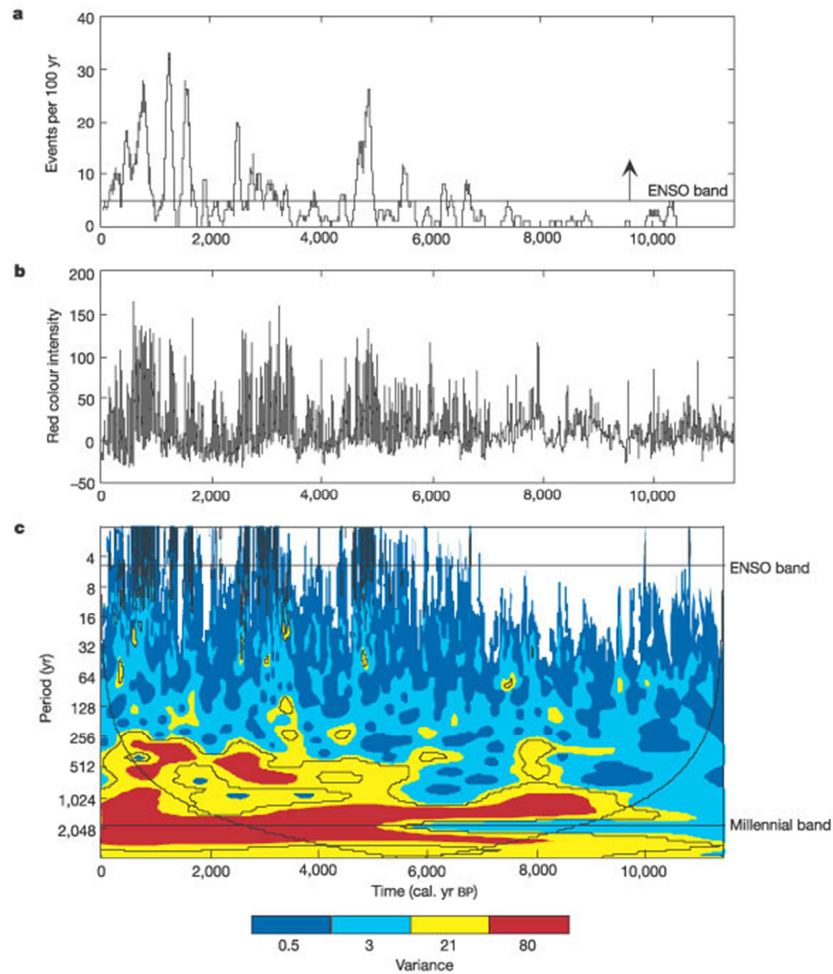 a
Events per 100 yr
40
30
20
10
0
ENSO band
0 2,000 4,000 6,000 8,000 10,000
b
Red colour intensity
200
150
100
50
0
–50
0 2,000 4,000 6,000 8,000 10,000
c
Period (yr)
4
8
16
32
64
128
256
512
1,024
2,048
ENSO band
Millennial band
0 2,000 4,000 6,000 8,000 10,000
Time (cal. yr BP)
0.5 3 21 80
Variance